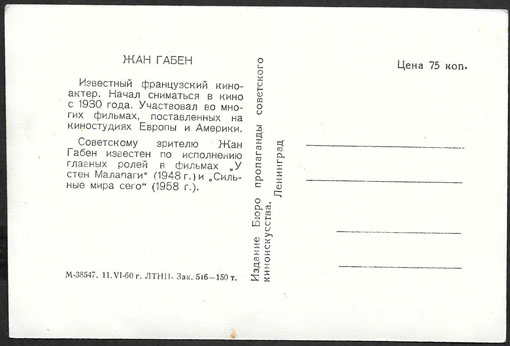 ЖАН ГАБЕН
Известный французский кино-
актер. Начал сниматься в кино
с 1930 года. Участвовал во мно-
гих фильмах, поставленных на
киностудиях Европы и Америки.
Советскому зрителю Жан
Габен известен по исполнению
главных ролей в фильмах „У
стен Малапаги" (1948 г.) и „Силь-
ные мира сего" (1958 г.).
М-38547. 11. VI-60 г. ЛТНП- Зак. 516—150 т.
Издание Бюро пропаганды советского
киноискусства.
Ленинград
Цена 75 коп.